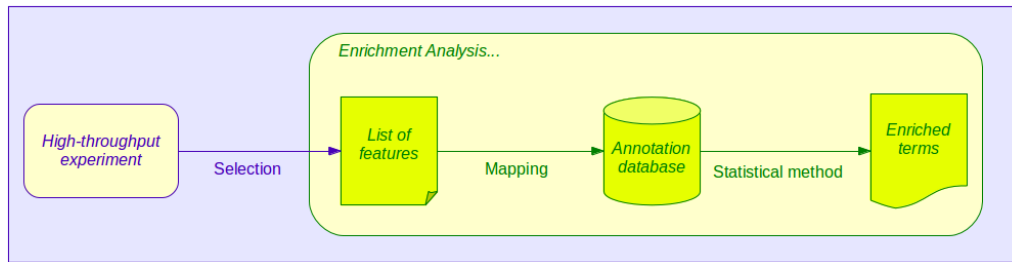 Enrichment Analysis...
High-throughput
experiment
Selection
List of
features
Mapping
Annotation
database
Statistical method
Enriched
terms